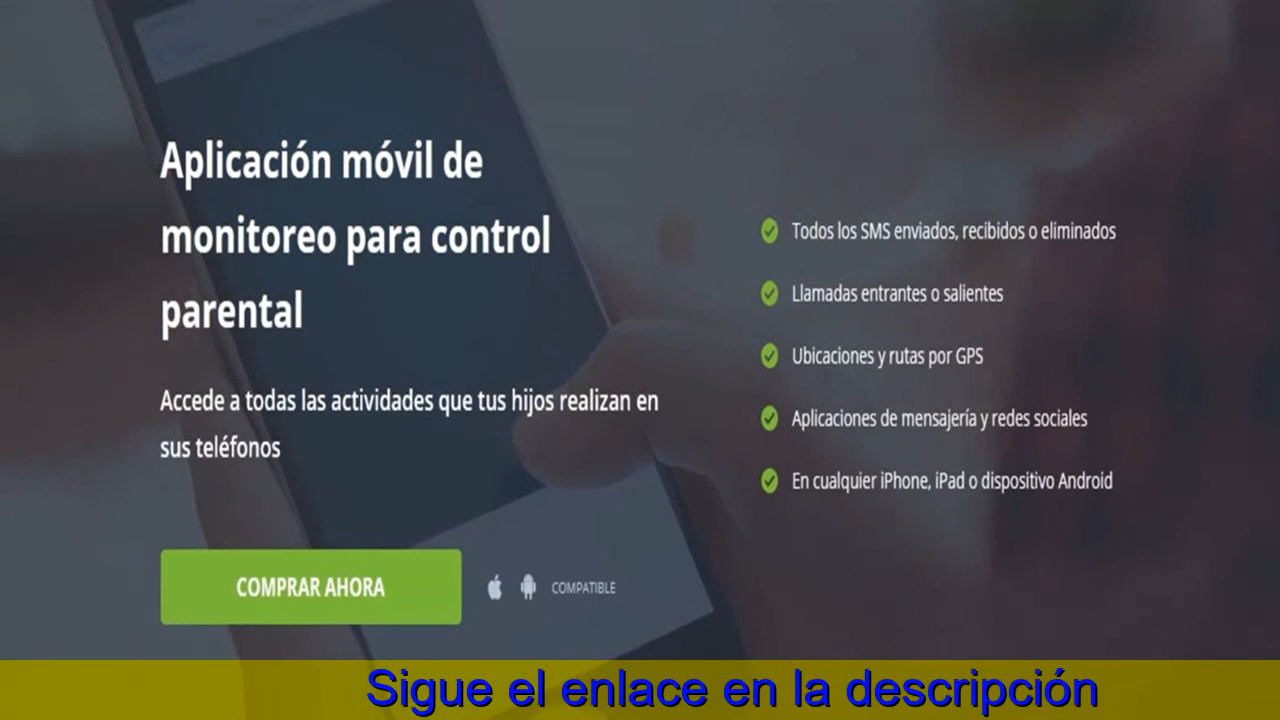 Aplicación móvil de
monitoreo para control
parental
Accede a todas las actividades que tus hijos realizan en
sus teléfonos
COMPRAR AHORA
COMPATIBLE
Todos los SMS enviados, recibidos o eliminados
Llamadas entrantes o salientes
Ubicaciones y rutas por GPS
Aplicaciones de mensajería y redes sociales
En cualquier iPhone, iPad o dispositivo Android
Sigue el enlace en la descripción